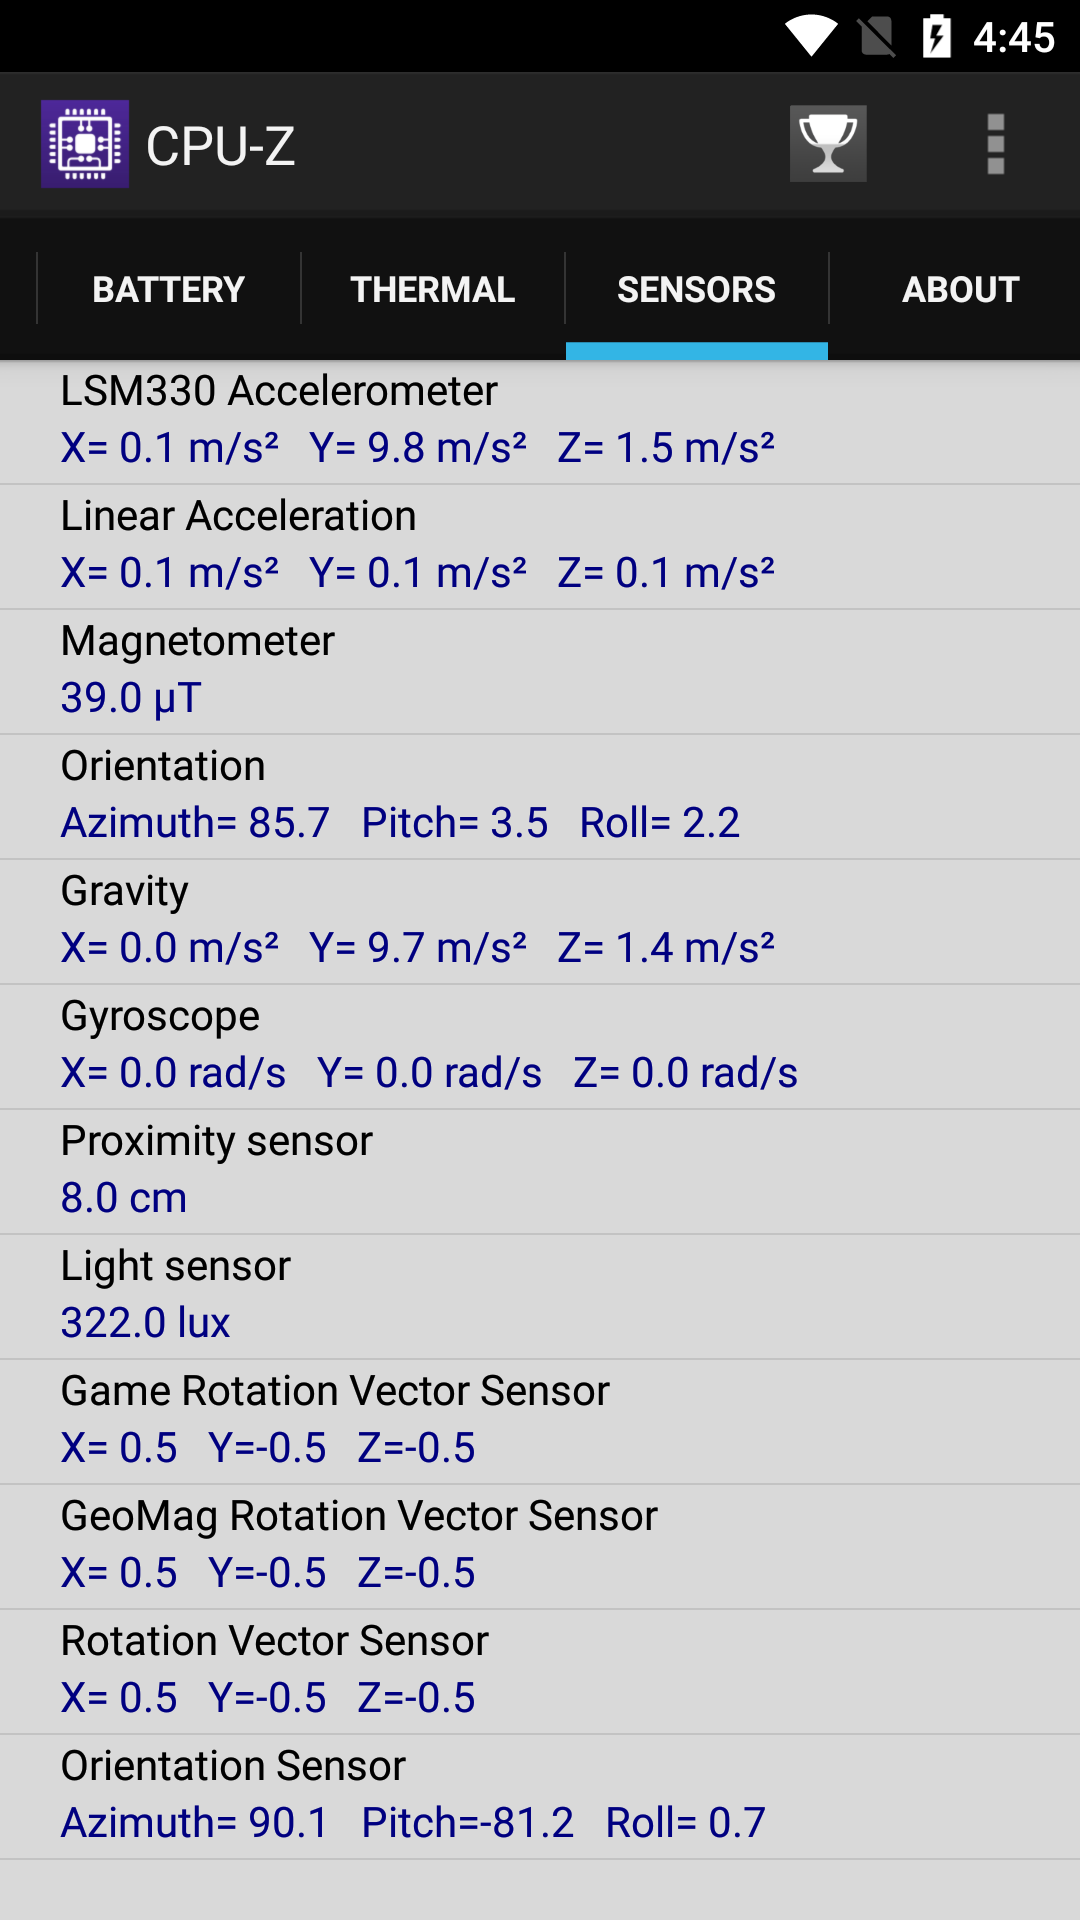 4:45
CPU-Z
BATTERY THERMAL SENSORS ABOUT
LSM330 Accelerometer
X= 0.1 m/s² Y= 9.8 m/s² Z= 1.5 m/s²
Linear Acceleration
X= 0.1 m/s² Y= 0.1 m/s² Z= 0.1 m/s²
Magnetometer
39.0 µT
Orientation
Azimuth= 85.7 Pitch= 3.5 Roll= 2.2
Gravity
X= 0.0 m/s² Y= 9.7 m/s² Z= 1.4 m/s²
Gyroscope
X= 0.0 rad/s Y= 0.0 rad/s Z= 0.0 rad/s
Proximity sensor
8.0 cm
Light sensor
322.0 lux
Game Rotation Vector Sensor
X= 0.5 Y=-0.5 Z=-0.5
GeoMag Rotation Vector Sensor
X= 0.5 Y=-0.5 Z=-0.5
Rotation Vector Sensor
X= 0.5 Y=-0.5 Z=-0.5
Orientation Sensor
Azimuth= 90.1 Pitch=-81.2 Roll= 0.7